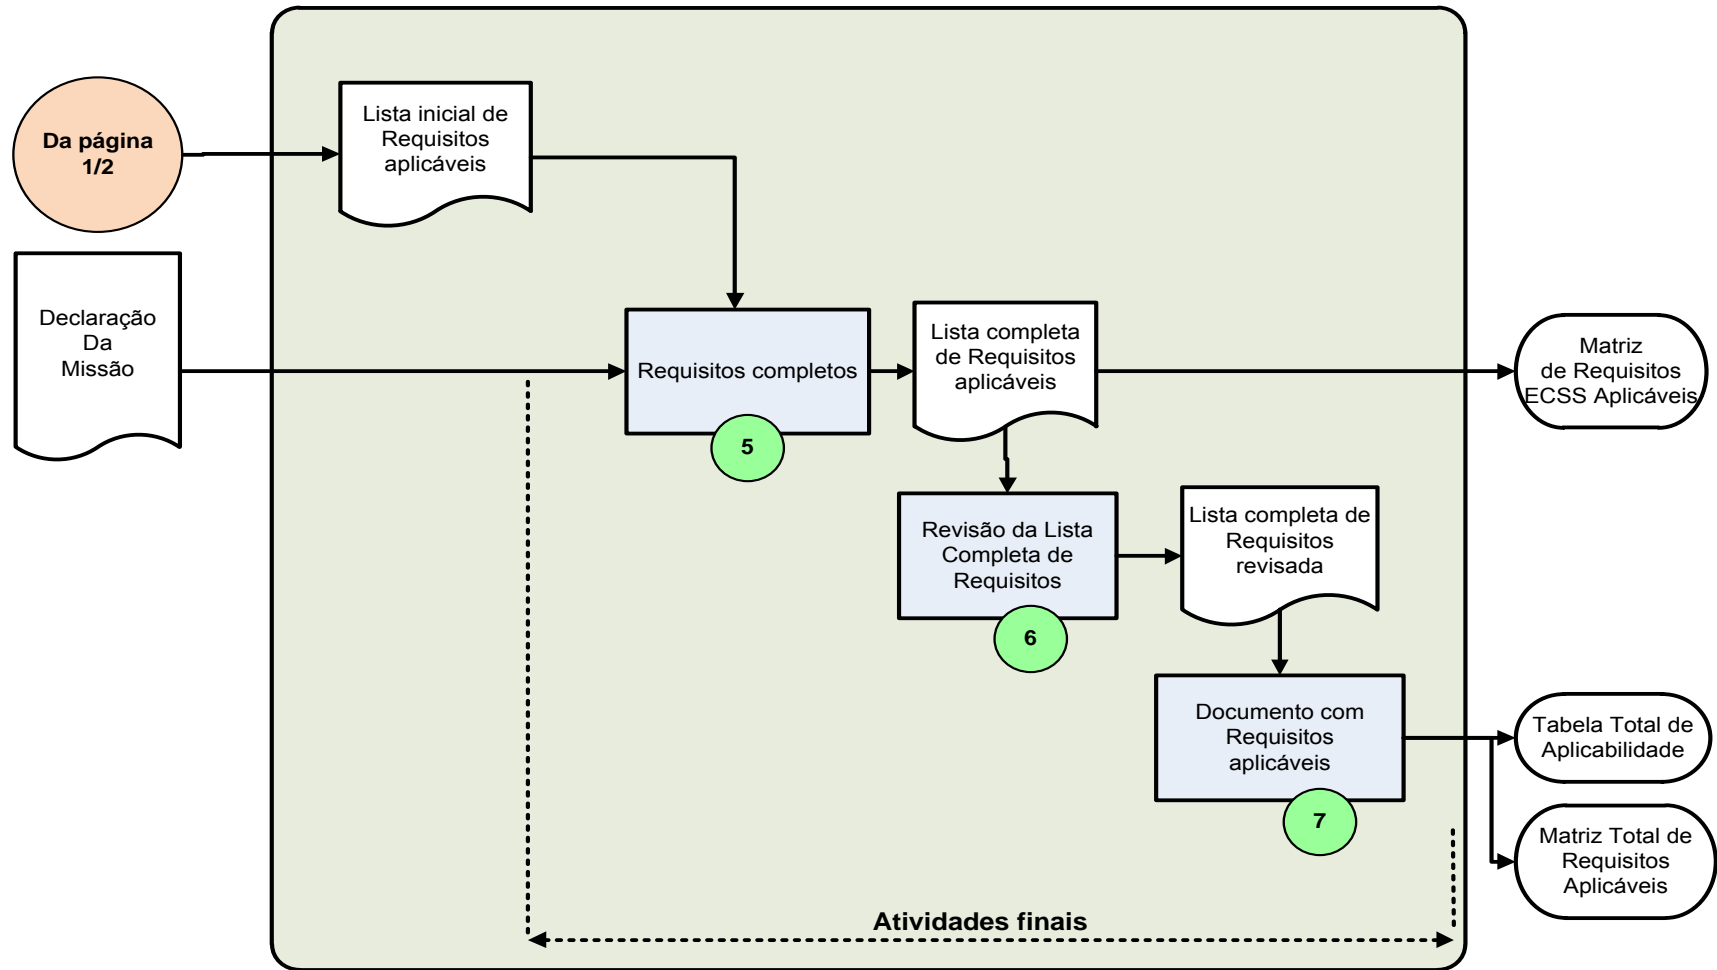 Da página
1/2
Lista inicial de
Requisitos
aplicáveis
Declaração
Da
Missão
Requisitos completos
5
Lista completa
de Requisitos
aplicáveis
Matriz
de Requisitos
ECSS Aplicáveis
Revisão da Lista
Completa de
Requisitos
6
Lista completa de
Requisitos
revisada
Documento com
Requisitos
aplicáveis
7
Tabela Total de
Aplicabilidade
Matriz Total de
Requisitos
Aplicáveis
Atividades finais